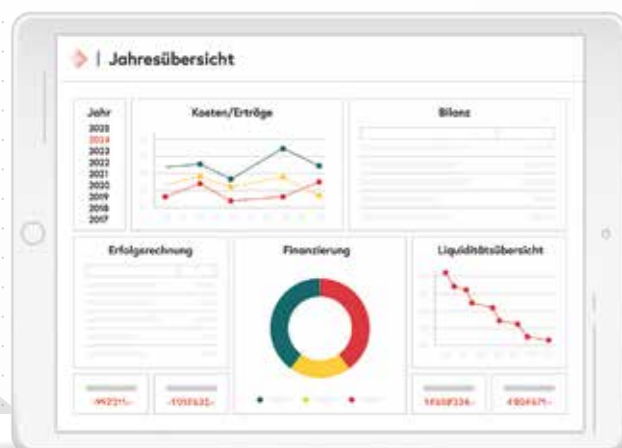 | Jahresübersicht
Jahr
2025
2024
2023
2022
2021
2020
2019
2018
2017
Kosten/Erträge
Bilanz
Erfolgsrechnung
Finanzierung
Liquiditätsübersicht